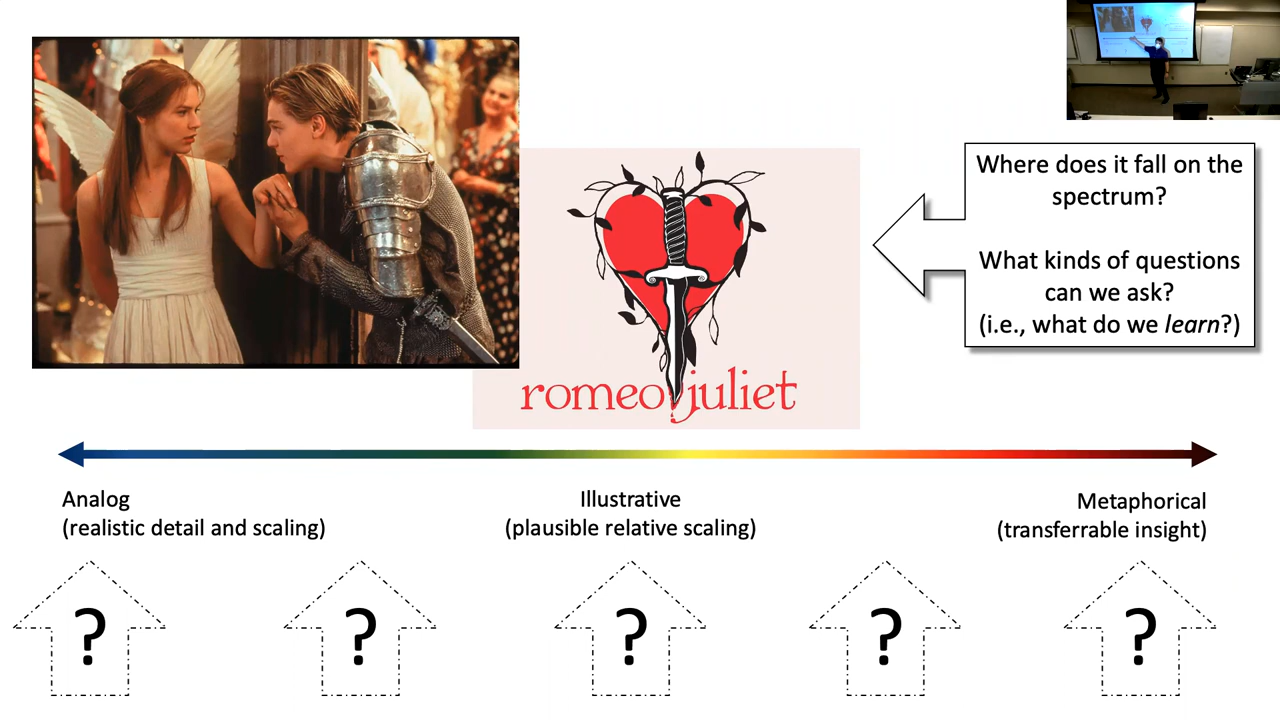 Where does it fall on the
spectrum?
What kinds of questions
can we ask?
(i.e., what do we learn?)
romeo juliet
Analog
(realistic detail and scaling)
Illustrative
(plausible relative scaling)
Metaphorical
(transferrable insight)
? ? ? ? ?